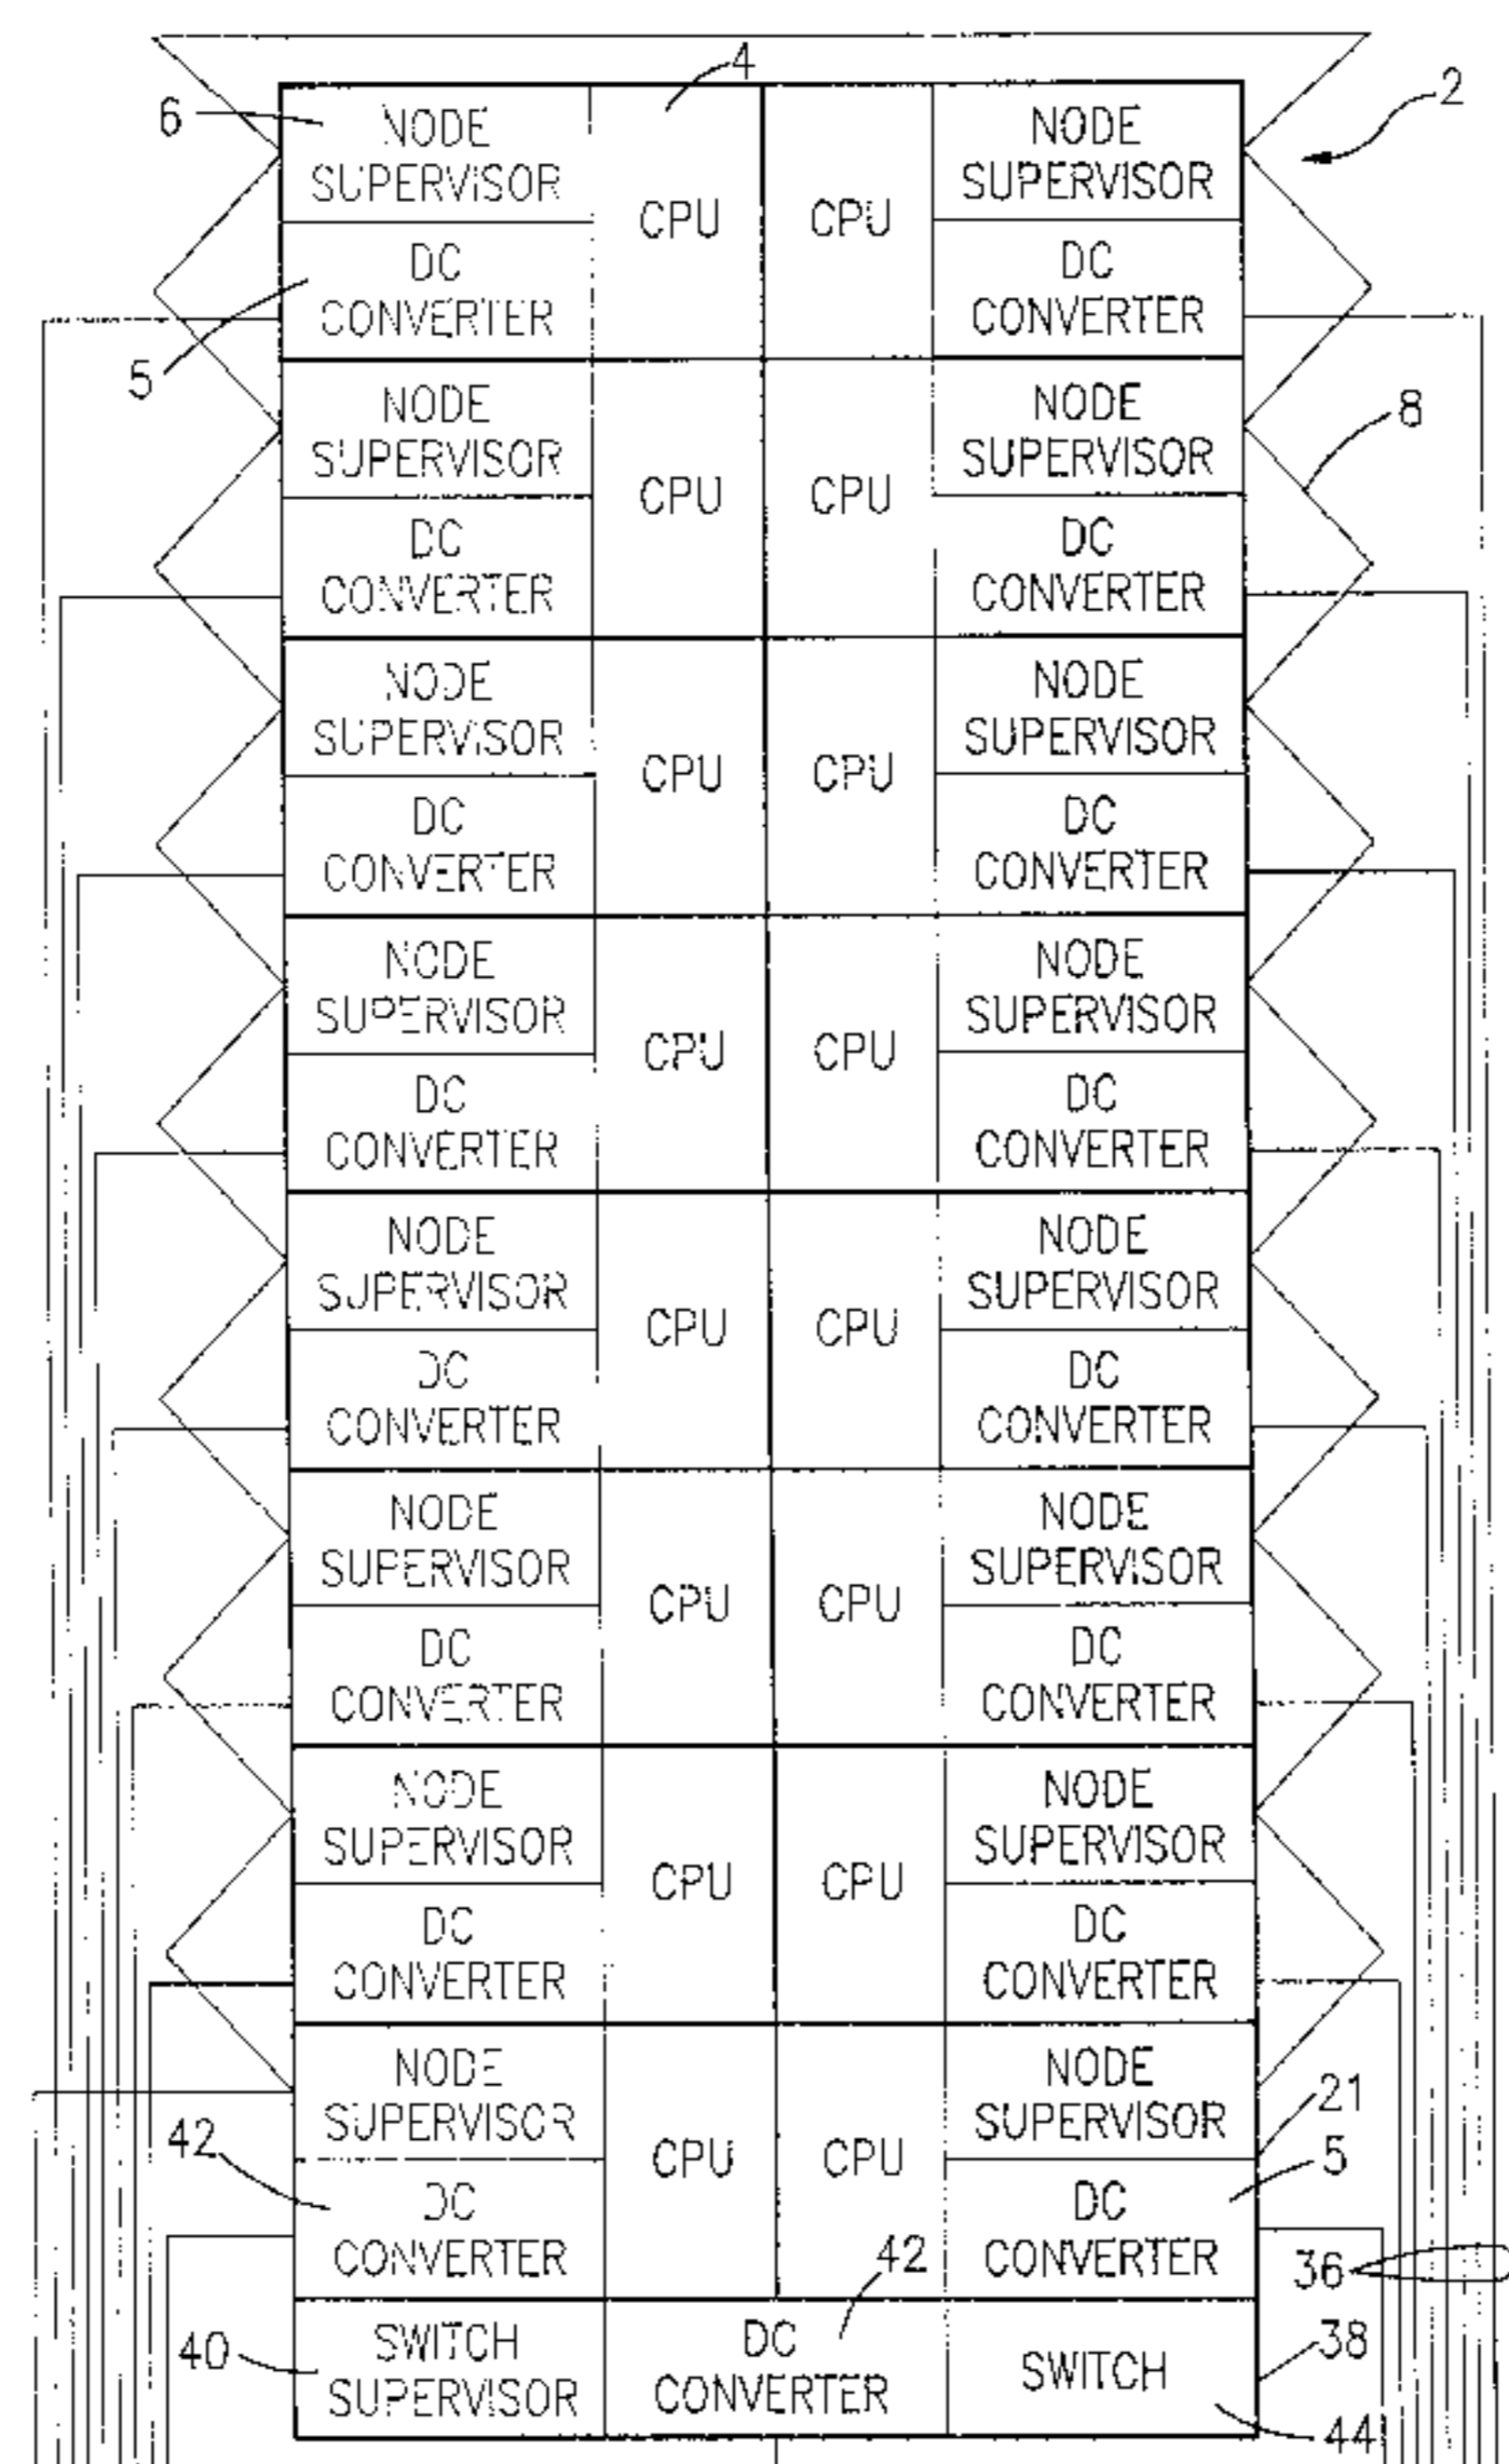 4
2
6
NODE
SUPERVISOR
CPU
CPU
NODE
SUPERVISOR
DC
CONVERTER
DC
CONVERTER
5
8
NODE
SUPERVISOR
CPU
CPU
NODE
SUPERVISOR
DC
CONVERTER
DC
CONVERTER
NODE
SUPERVISOR
CPU
CPU
NODE
SUPERVISOR
DC
CONVERTER
DC
CONVERTER
NODE
SUPERVISOR
CPU
CPU
NODE
SUPERVISOR
DC
CONVERTER
DC
CONVERTER
NODE
SUPERVISOR
CPU
CPU
NODE
SUPERVISOR
DC
CONVERTER
DC
CONVERTER
NODE
SUPERVISOR
CPU
CPU
NODE
SUPERVISOR
DC
CONVERTER
DC
CONVERTER
NODE
SUPERVISOR
CPU
CPU
NODE
SUPERVISOR
DC
CONVERTER
DC
CONVERTER
NODE
SUPERVISOR
CPU
CPU
NODE
SUPERVISOR
21
42
DC
CONVERTER
DC
CONVERTER
5
42
36
40
SWITCH
SUPERVISOR
DC
CONVERTER
SWITCH
38
44